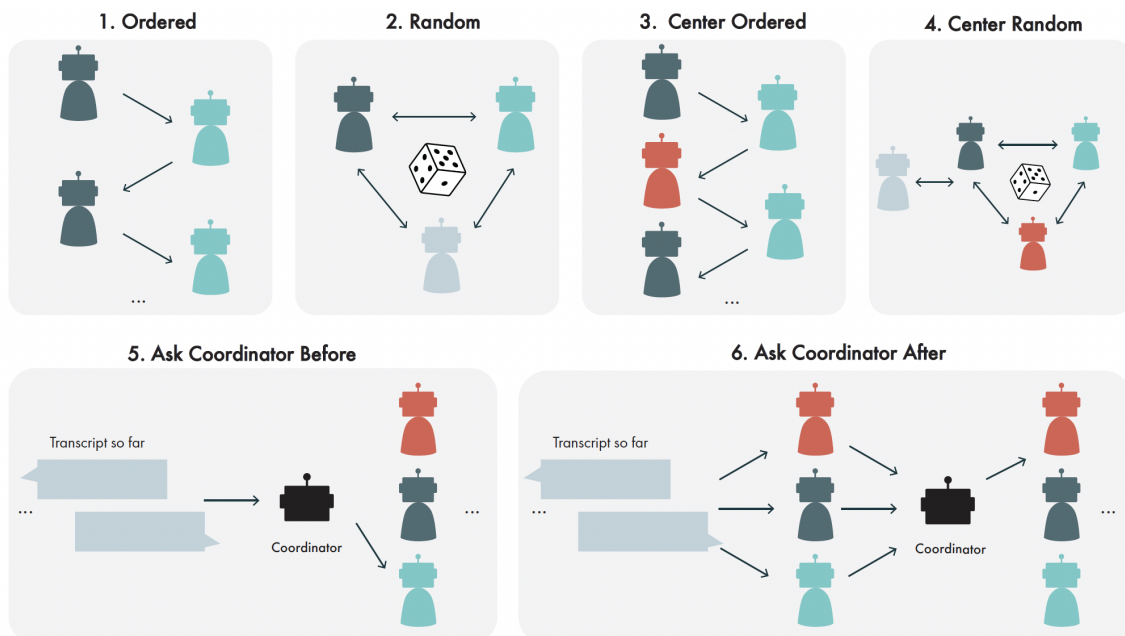 1. Ordered
2. Random
3. Center Ordered
4. Center Random
...
...
5. Ask Coordinator Before
Transcript so far
...
Coordinator
...
6. Ask Coordinator After
Transcript so far
...
Coordinator
...